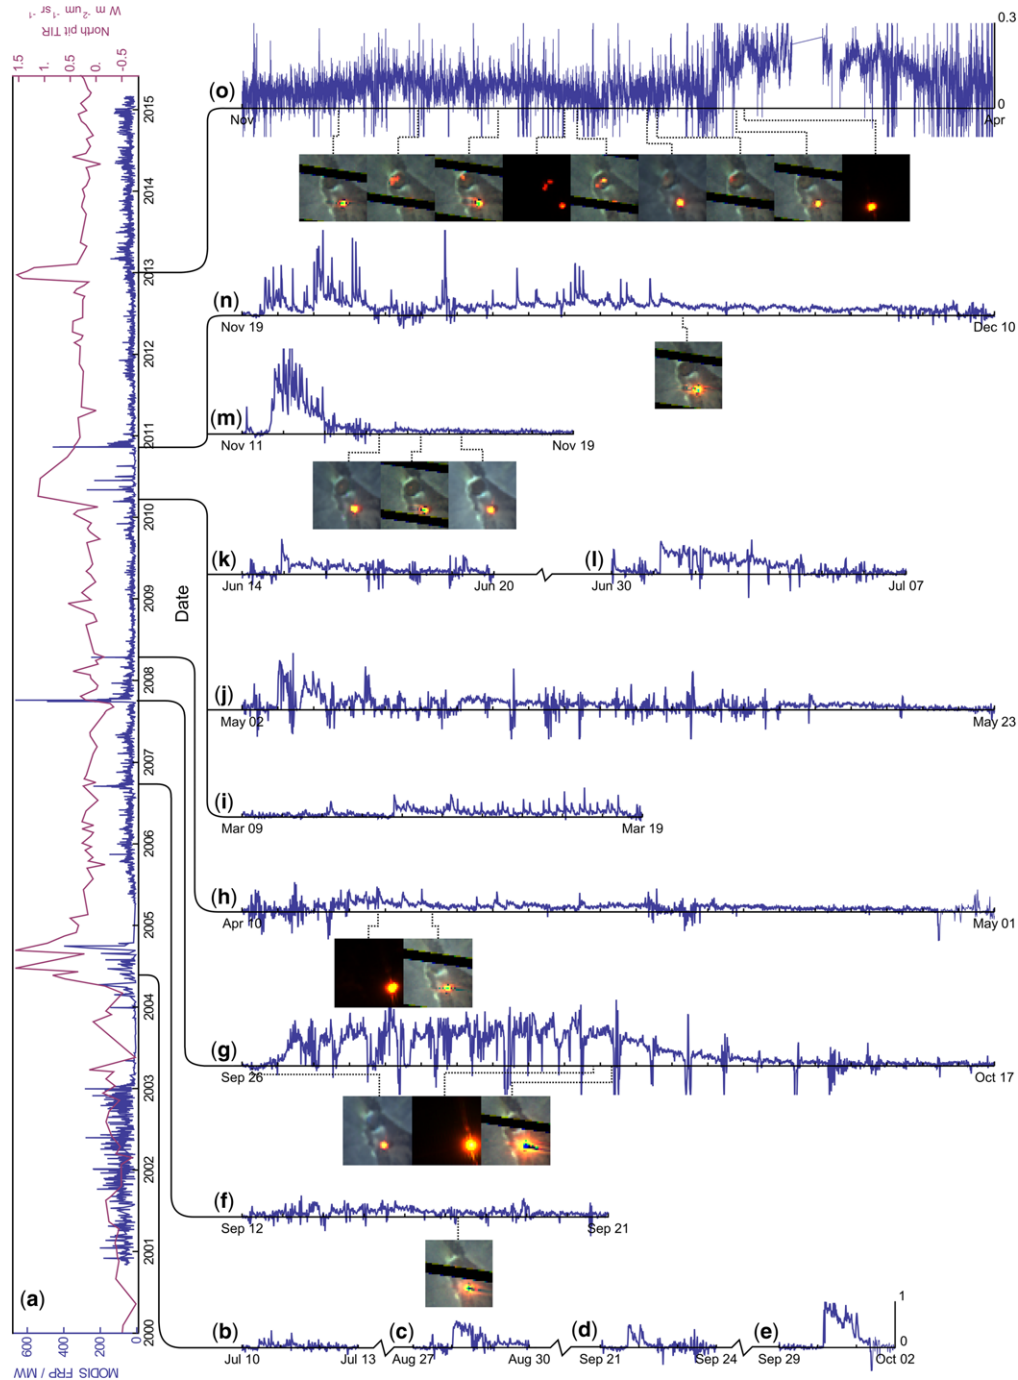 North pit TIR
W m⁻²um⁻¹sr⁻¹
1.5 1. 0.5 0. -0.5
2015
2014
2013
2012
2011
2010
2009
2008
2007
2006
2005
2004
2003
2002
2001
2000
Date
(a)
600 400 200 0
MODIS FRP / MW
0.3
(o)
0
Nov Apr
(n)
Nov 19 Dec 10
(m)
Nov 11 Nov 19
(k) (l)
Jun 14 Jun 20 Jun 30 Jul 07
(j)
May 02 May 23
(i)
Mar 09 Mar 19
(h)
Apr 10 May 01
(g)
Sep 26 Oct 17
(f)
Sep 12 Sep 21
1
(b) (c) (d) (e) 0
Jul 10 Jul 13 Aug 27 Aug 30 Sep 21 Sep 24 Sep 29 Oct 02